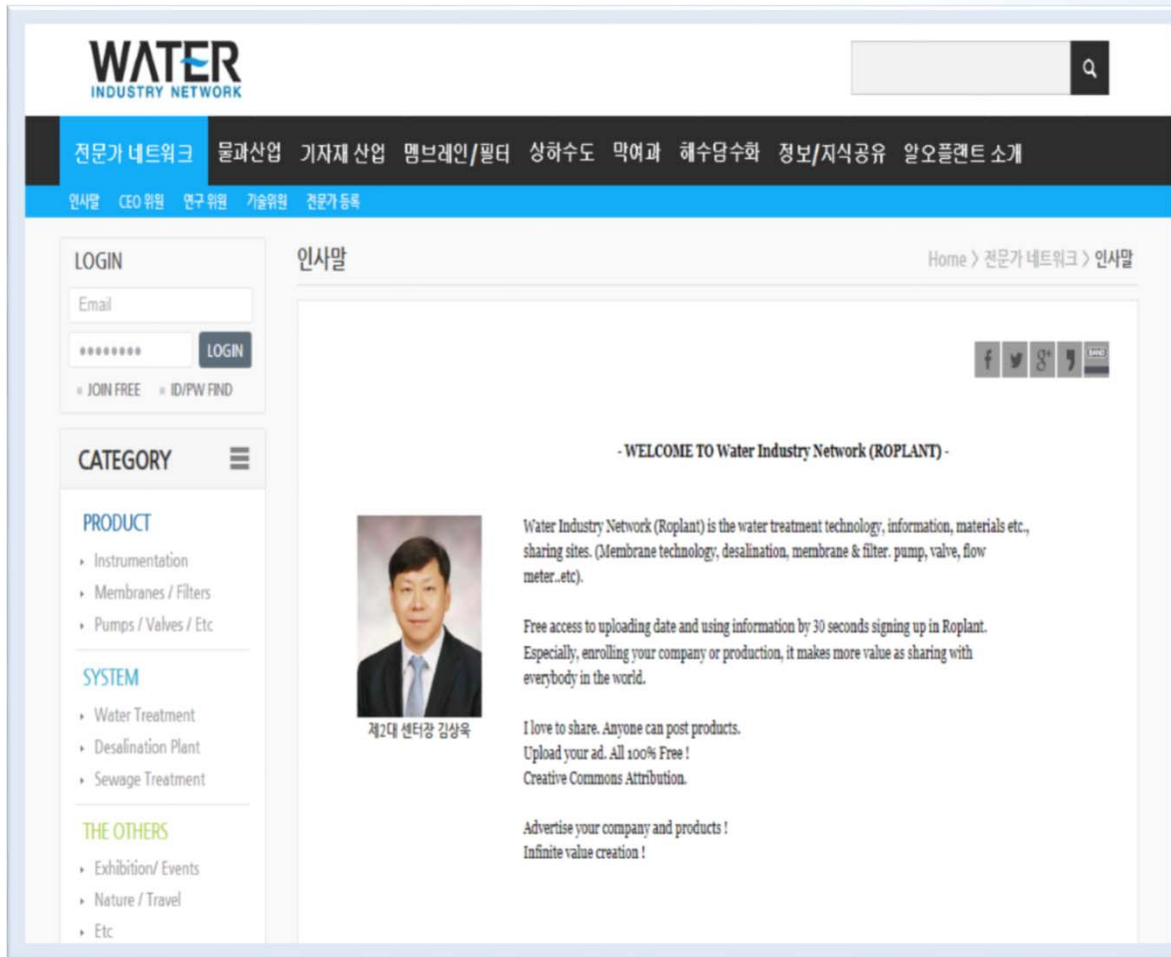 WATER
INDUSTRY NETWORK
전문가 네트워크 물과산업 기자재 산업 멤브레인/필터 상하수도 막여과 해수담수화 정보/지식공유 알오플랜트 소개
인사말 CEO 위원 연구 위원 기술위원 전문가 등록
LOGIN
Email
LOGIN
JOIN FREE ID/PW FIND
CATEGORY
PRODUCT
Instrumentation
Membranes / Filters
Pumps / Valves / Etc
SYSTEM
Water Treatment
Desalination Plant
Sewage Treatment
THE OTHERS
Exhibition/ Events
Nature / Travel
Etc
인사말
Home > 전문가 네트워크 > 인사말
BAND
- WELCOME TO Water Industry Network (ROPLANT) -
제2대 센터장 김상욱
Water Industry Network (Roplant) is the water treatment technology, information, materials etc.,
sharing sites. (Membrane technology, desalination, membrane & filter. pump, valve, flow
meter..etc).
Free access to uploading date and using information by 30 seconds signing up in Roplant.
Especially, enrolling your company or production, it makes more value as sharing with
everybody in the world.
I love to share. Anyone can post products.
Upload your ad. All 100% Free !
Creative Commons Attribution.
Advertise your company and products !
Infinite value creation !